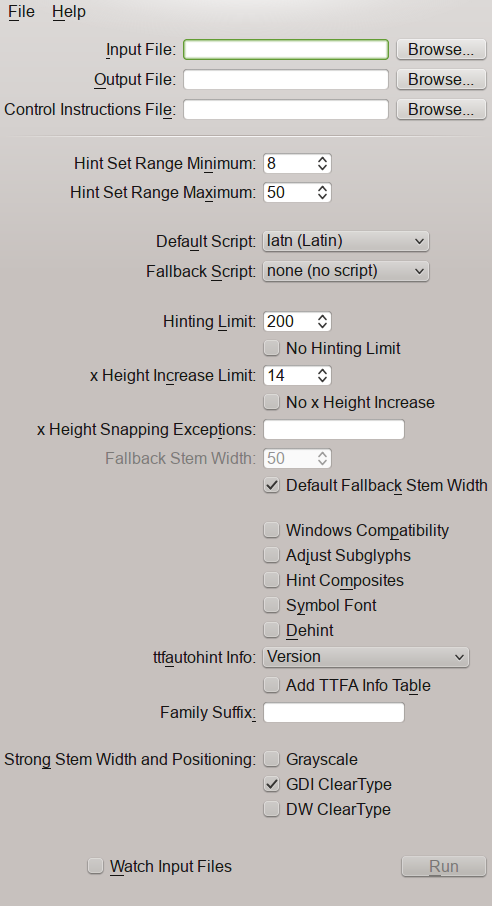 File Help
Input File: Browse...
Output File: Browse...
Control Instructions File: Browse...
Hint Set Range Minimum: 8
Hint Set Range Maximum: 50
Default Script: latn (Latin)
Fallback Script: none (no script)
Hinting Limit: 200
No Hinting Limit
x Height Increase Limit: 14
No x Height Increase
x Height Snapping Exceptions:
Fallback Stem Width: 50
Default Fallback Stem Width
Windows Compatibility
Adjust Subglyphs
Hint Composites
Symbol Font
Dehint
ttfautohint Info: Version
Add TTFA Info Table
Family Suffix:
Strong Stem Width and Positioning: Grayscale
GDI ClearType
DW ClearType
Watch Input Files Run